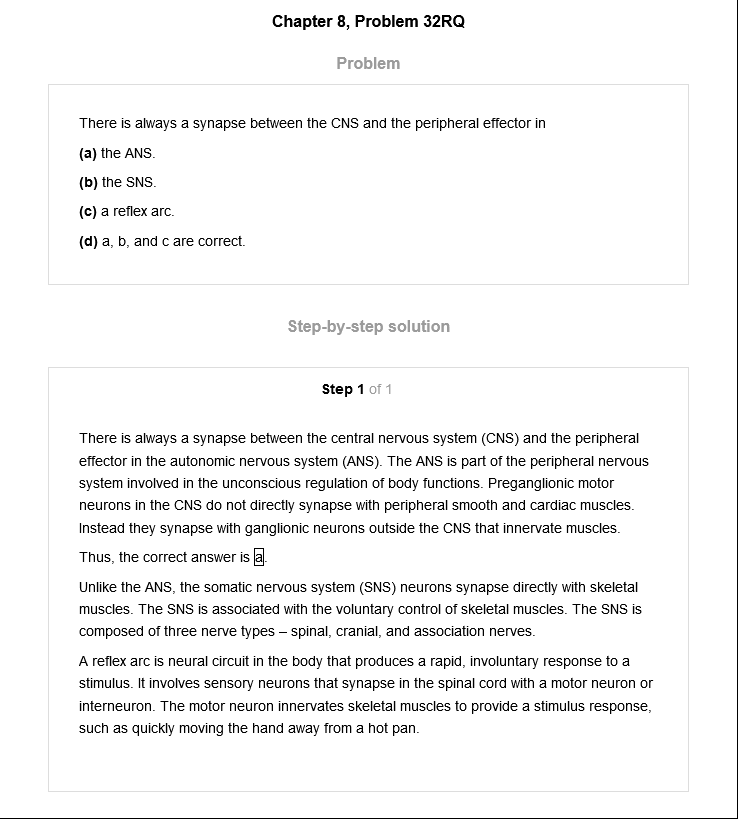 Chapter 8, Problem 32RQ
Problem
There is always a synapse between the CNS and the peripheral effector in
(a) the ANS.
(b) the SNS.
(c) a reflex arc.
(d) a, b, and c are correct.
Step-by-step solution
Step 1 of 1
There is always a synapse between the central nervous system (CNS) and the peripheral
effector in the autonomic nervous system (ANS). The ANS is part of the peripheral nervous
system involved in the unconscious regulation of body functions. Preganglionic motor
neurons in the CNS do not directly synapse with peripheral smooth and cardiac muscles.
Instead they synapse with ganglionic neurons outside the CNS that innervate muscles.
Thus, the correct answer is a.
Unlike the ANS, the somatic nervous system (SNS) neurons synapse directly with skeletal
muscles. The SNS is associated with the voluntary control of skeletal muscles. The SNS is
composed of three nerve types – spinal, cranial, and association nerves.
A reflex arc is neural circuit in the body that produces a rapid, involuntary response to a
stimulus. It involves sensory neurons that synapse in the spinal cord with a motor neuron or
interneuron. The motor neuron innervates skeletal muscles to provide a stimulus response,
such as quickly moving the hand away from a hot pan.